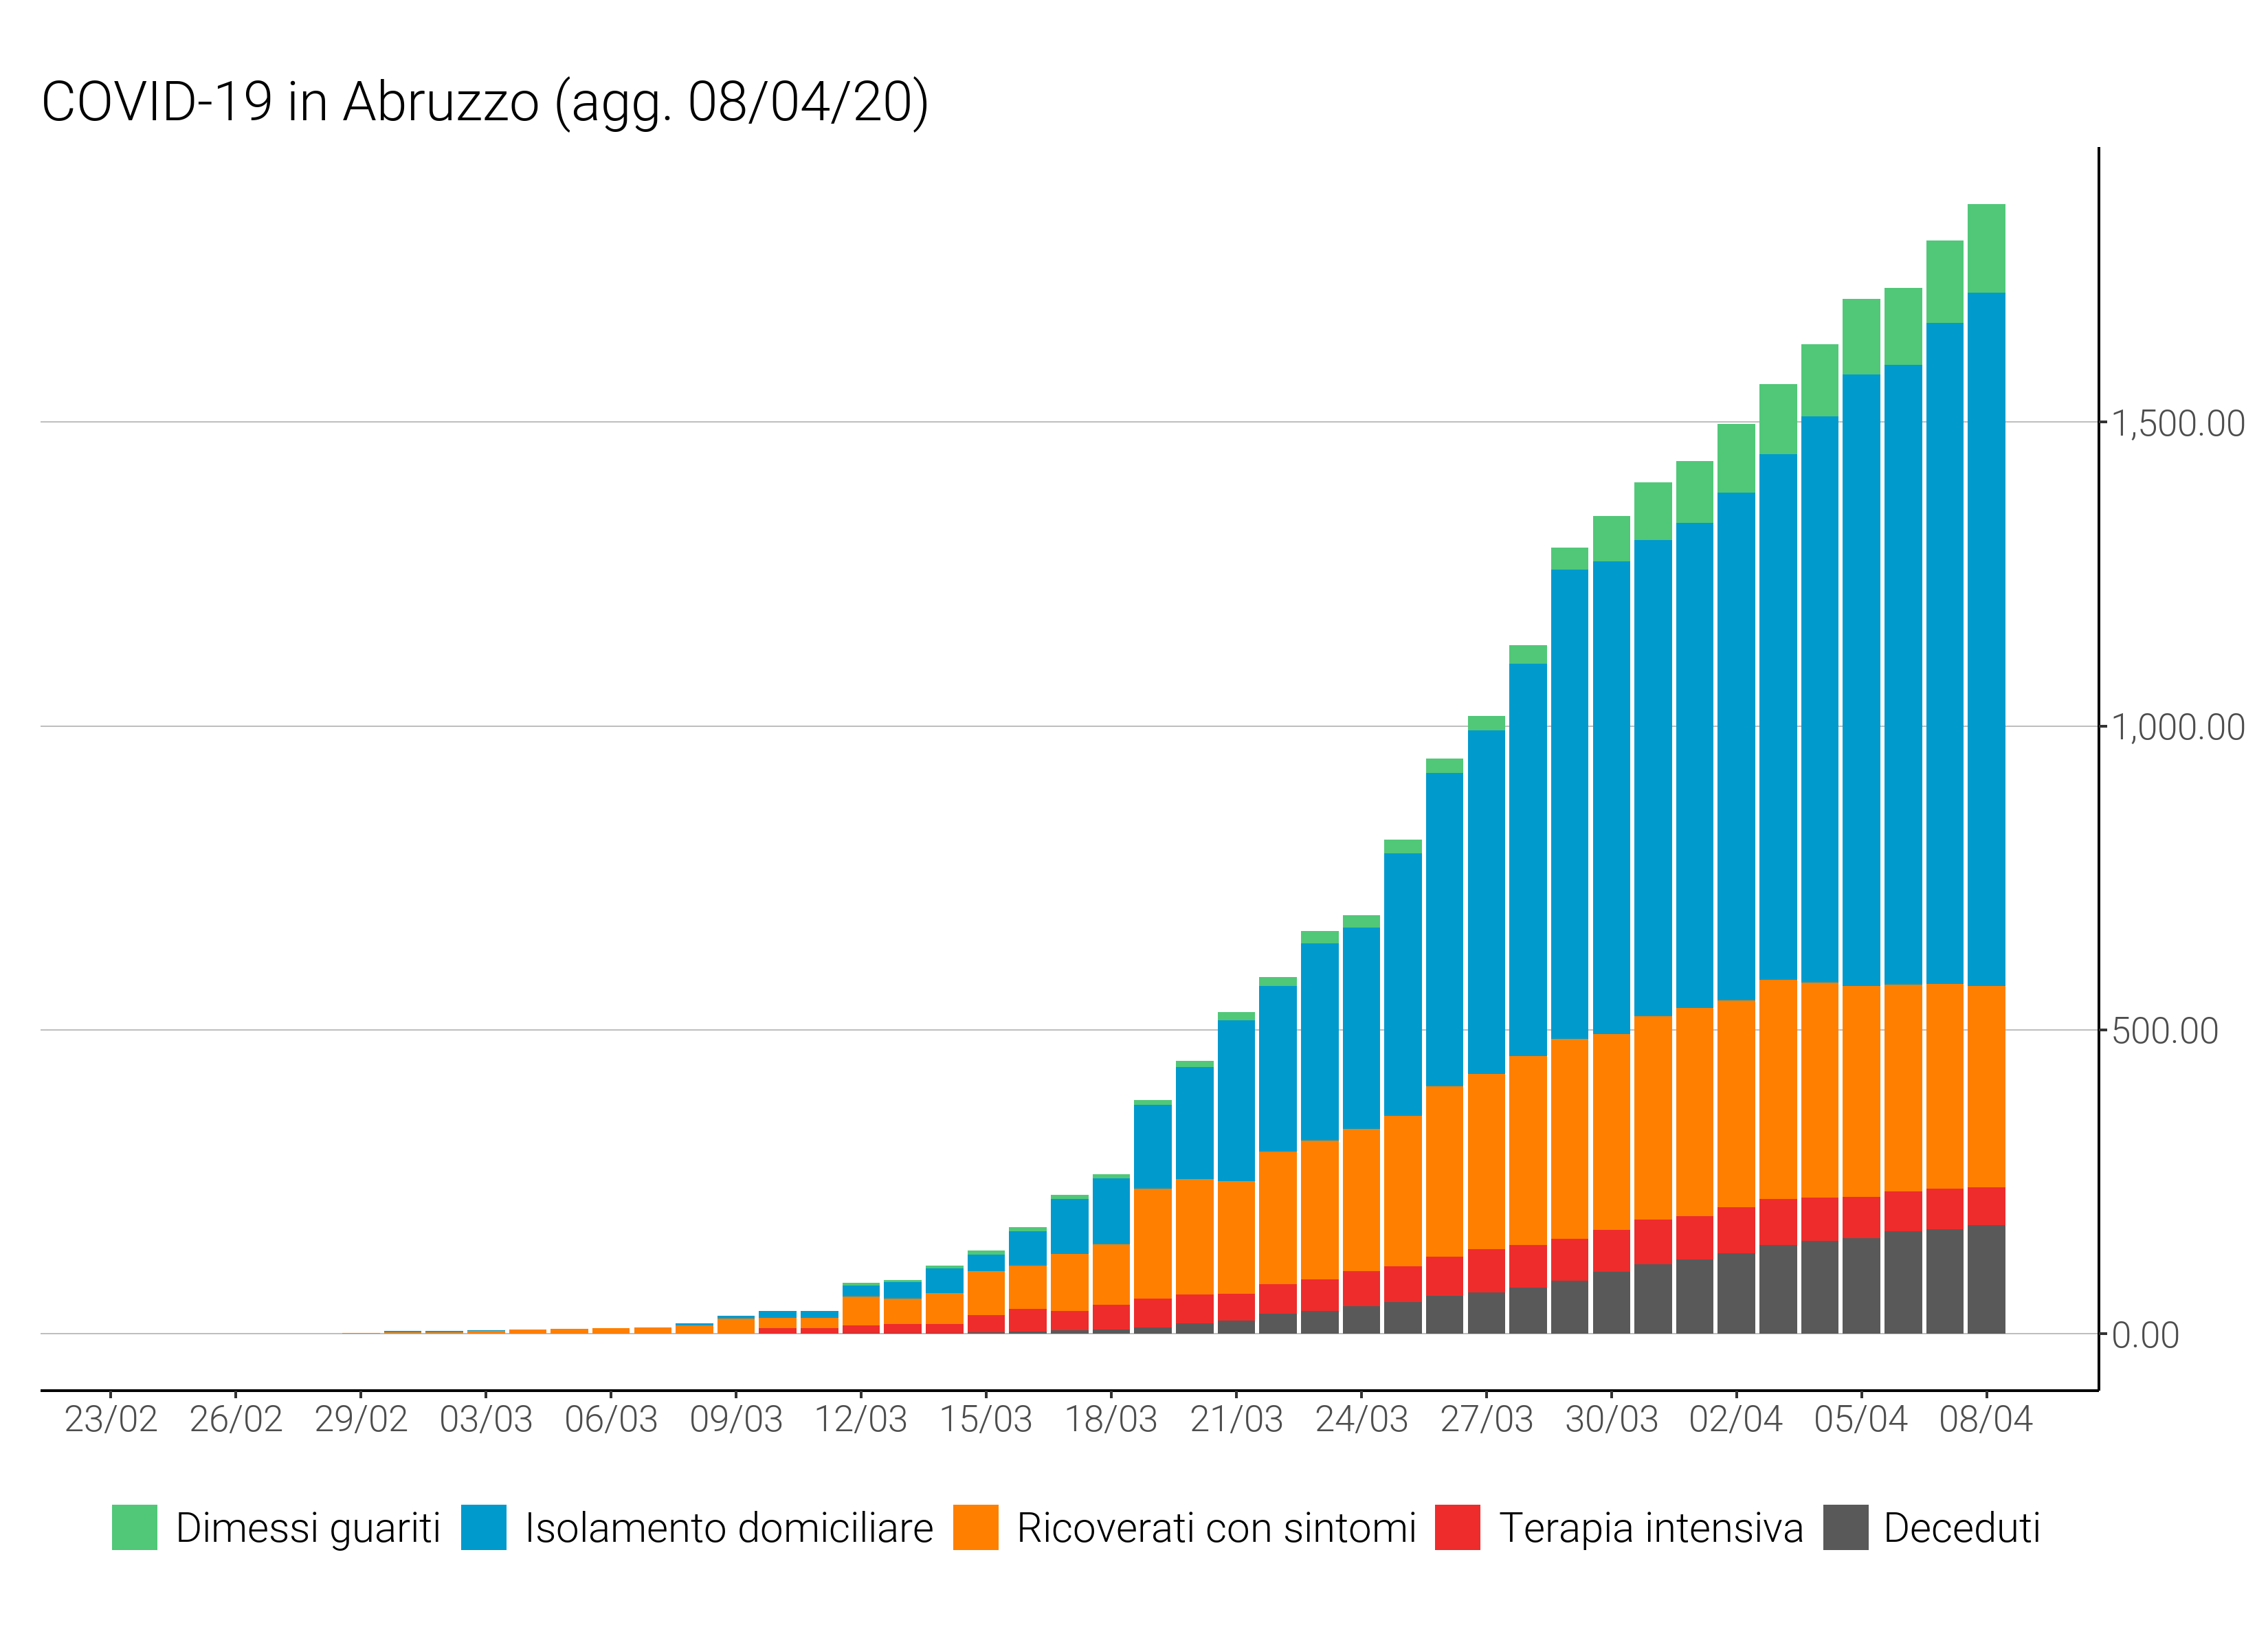 COVID-19 in Abruzzo (agg. 08/04/20)
1,500.00
1,000.00
500.00
0.00
23/02 26/02 29/02 03/03 06/03 09/03 12/03 15/03 18/03 21/03 24/03 27/03 30/03 02/04 05/04 08/04
Dimessi guariti Isolamento domiciliare Ricoverati con sintomi Terapia intensiva Deceduti